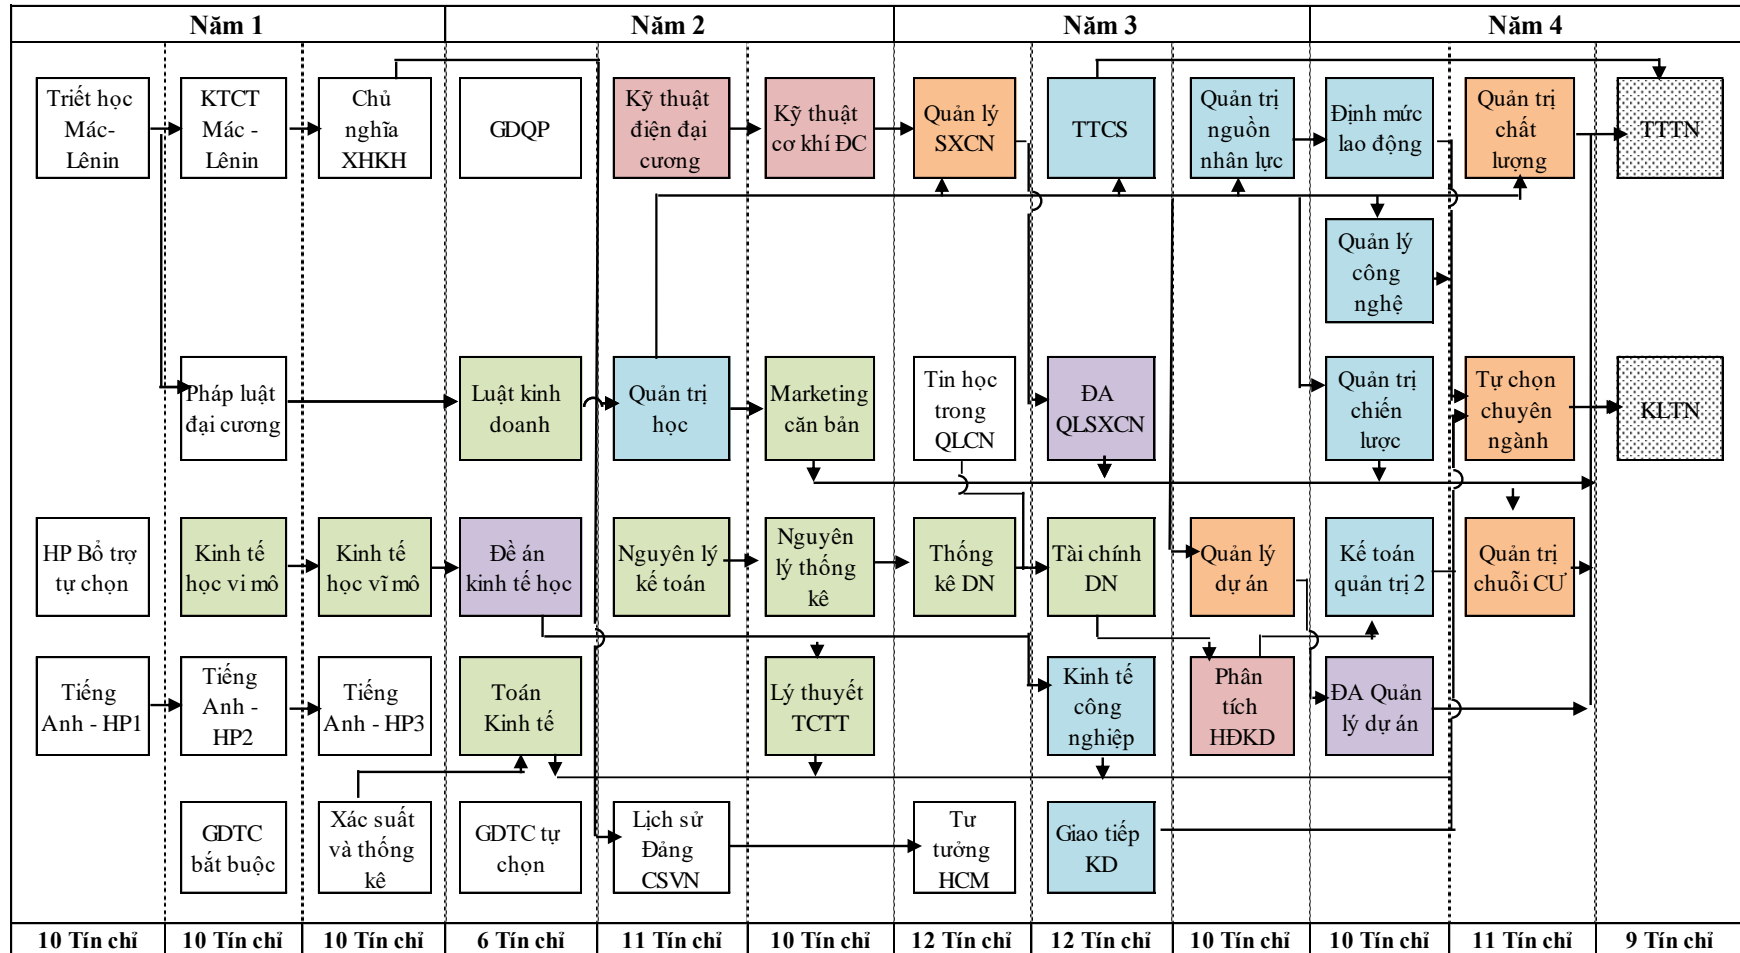 Năm 1
Năm 2
Năm 3
Năm 4
Triết học
Mác-
Lênin
KTCT
Mác -
Lênin
Chủ
nghĩa
XHKH
GDQP
Kỹ thuật
điện đại
cương
Kỹ thuật
cơ khí ĐC
Quản lý
SXCN
TTCS
Quản trị
nguồn
nhân lực
Định mức
lao động
Quản trị
chất
lượng
TTTN
Quản lý
công
nghệ
Pháp luật
đại cương
Luật kinh
doanh
Quản trị
học
Marketing
căn bản
Tin học
trong
QLCN
ĐA
QLSXCN
Quản trị
chiến
lược
Tự chọn
chuyên
ngành
KLTN
HP Bổ trợ
tự chọn
Kinh tế
học vi mô
Kinh tế
học vĩ mô
Đề án
kinh tế học
Nguyên lý
kế toán
Nguyên
lý thống
kê
Thống
kê DN
Tài chính
DN
Quản lý
dự án
Kế toán
quản trị 2
Quản trị
chuỗi CƯ
Tiếng
Anh - HP1
Tiếng
Anh -
HP2
Tiếng
Anh - HP3
Toán
Kinh tế
Lý thuyết
TCTT
Kinh tế
công
nghiệp
Phân
tích
HĐKD
ĐA Quản
lý dự án
GDTC
bắt buộc
Xác suất
và thống
kê
GDTC tự
chọn
Lịch sử
Đảng
CSVN
Tư
tưởng
HCM
Giao tiếp
KD
10 Tín chỉ
10 Tín chỉ
10 Tín chỉ
6 Tín chỉ
11 Tín chỉ
10 Tín chỉ
12 Tín chỉ
12 Tín chỉ
10 Tín chỉ
10 Tín chỉ
11 Tín chỉ
9 Tín chỉ